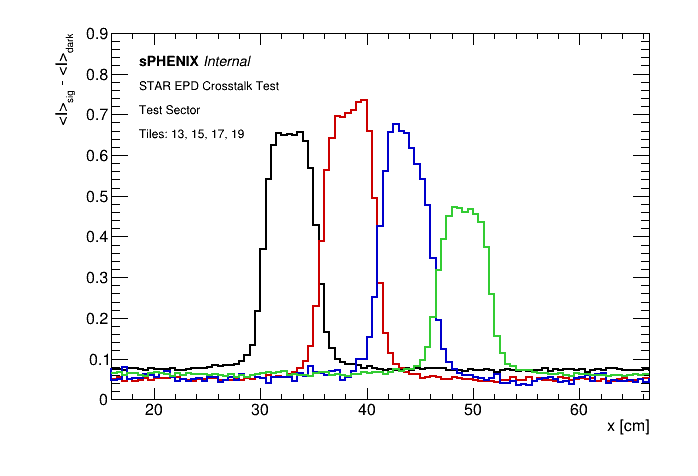 0.9
<I>sig - <I>dark
sPHENIX Internal
0.8
STAR EPD Crosstalk Test
0.7
Test Sector
Tiles: 13, 15, 17, 19
0.6
0.5
0.4
0.3
0.2
0.1
0
20 30 40 50 60
x [cm]